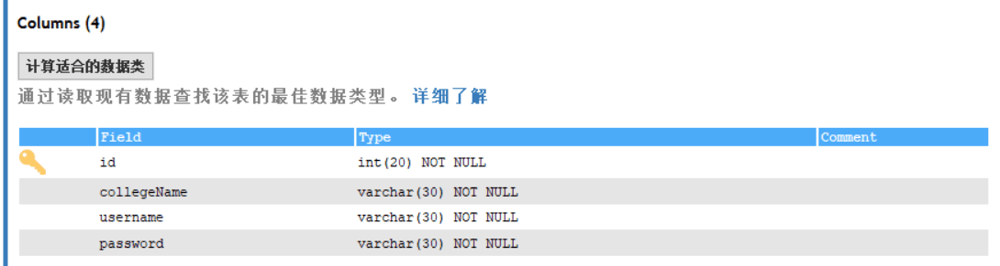 Columns (4)
计算适合的数据类
通过读取现有数据查找该表的最佳数据类型。 详细了解
Field Type Comment
id int(20) NOT NULL
collegeName varchar(30) NOT NULL
username varchar(30) NOT NULL
password varchar(30) NOT NULL